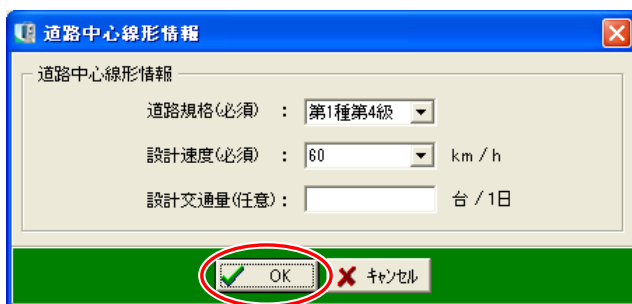 道路中心線形情報
道路中心線形情報
道路規格(必須) : 第1種第4級
設計速度(必須) : 60 km/h
設計交通量(任意) : 台/1日
OK キャンセル